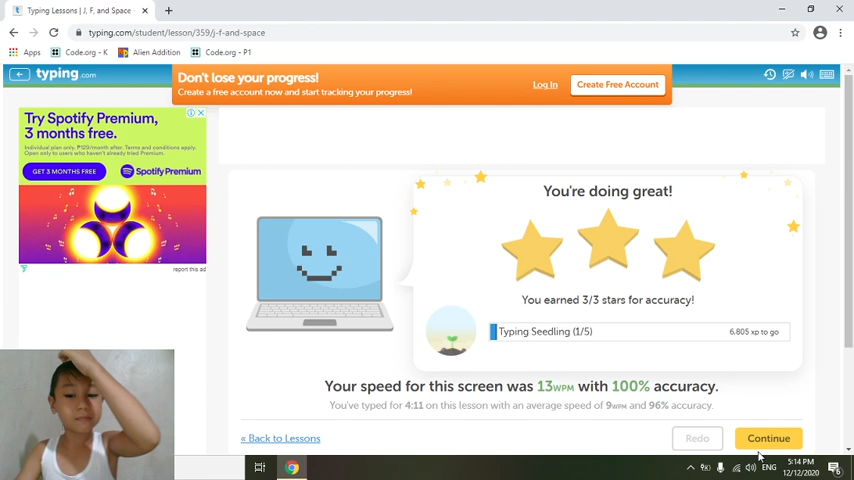 Typing Lessons | J, F, and Space
typing.com/student/lesson/359/j-f-and-space
Apps
Code.org - K
Alien Addition
Code.org - P1
typing.com
Don't lose your progress!
Create a free account now and start tracking your progress!
Log In
Create Free Account
Try Spotify Premium,
3 months free.
Individual plan only. ₱129/month after. Terms and conditions apply.
Open only to users who haven't already tried Premium.
GET 3 MONTHS FREE
Spotify Premium
report this ad
You're doing great!
You earned 3/3 stars for accuracy!
Typing Seedling (1/5)
6,805 xp to go
Your speed for this screen was 13WPM with 100% accuracy.
You've typed for 4:11 on this lesson with an average speed of 9WPM and 96% accuracy.
« Back to Lessons
Redo
Continue
ENG
5:14 PM
12/12/2020